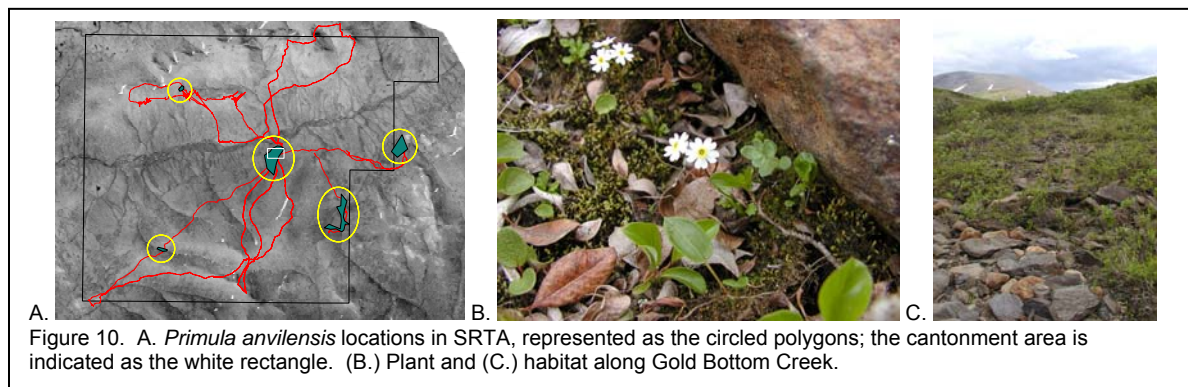 A.
B.
C.
Figure 10. A. Primula anvilensis locations in SRTA, represented as the circled polygons; the cantonment area is
indicated as the white rectangle. (B.) Plant and (C.) habitat along Gold Bottom Creek.